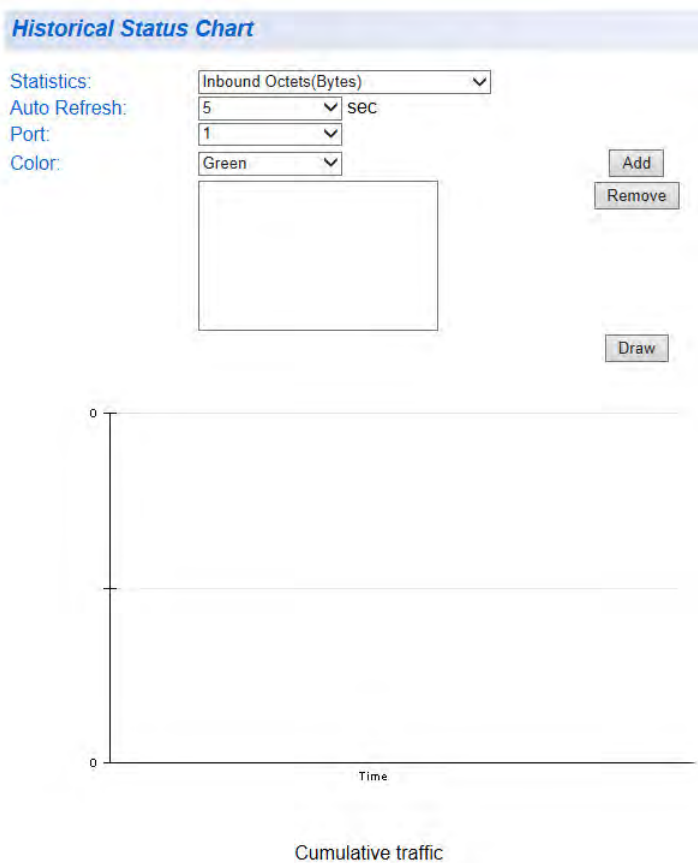 Historical Status Chart
Statistics: Inbound Octets(Bytes)
Auto Refresh: 5 sec
Port: 1
Color: Green Add
Remove
Draw
0
0
Time
Cumulative traffic